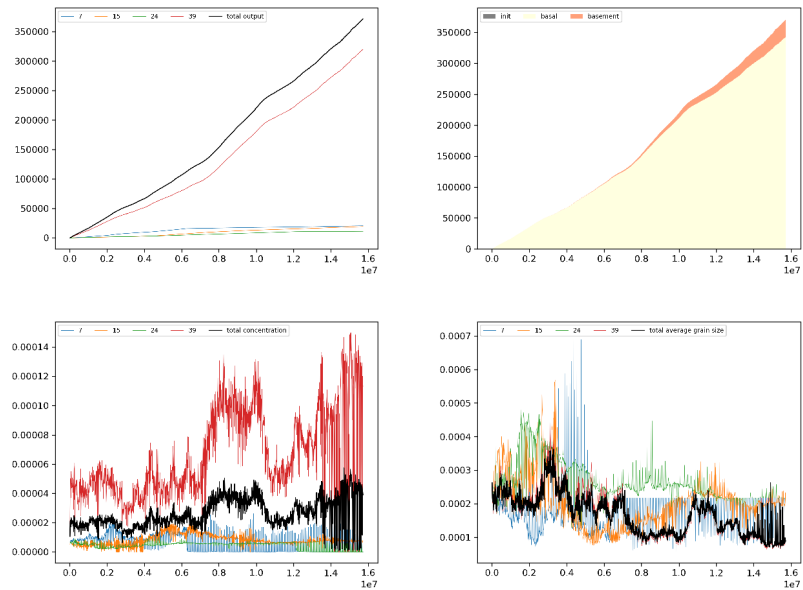 7 15 24 39 total output
350000
300000
250000
200000
150000
100000
50000
0
0.0 0.2 0.4 0.6 0.8 1.0 1.2 1.4 1.6
1e7
init basal basement
350000
300000
250000
200000
150000
100000
50000
0
0.0 0.2 0.4 0.6 0.8 1.0 1.2 1.4 1.6
1e7
7 15 24 39 total concentration
0.00014
0.00012
0.00010
0.00008
0.00006
0.00004
0.00002
0.00000
0.0 0.2 0.4 0.6 0.8 1.0 1.2 1.4 1.6
1e7
7 15 24 39 total average grain size
0.0007
0.0006
0.0005
0.0004
0.0003
0.0002
0.0001
0.0 0.2 0.4 0.6 0.8 1.0 1.2 1.4 1.6
1e7